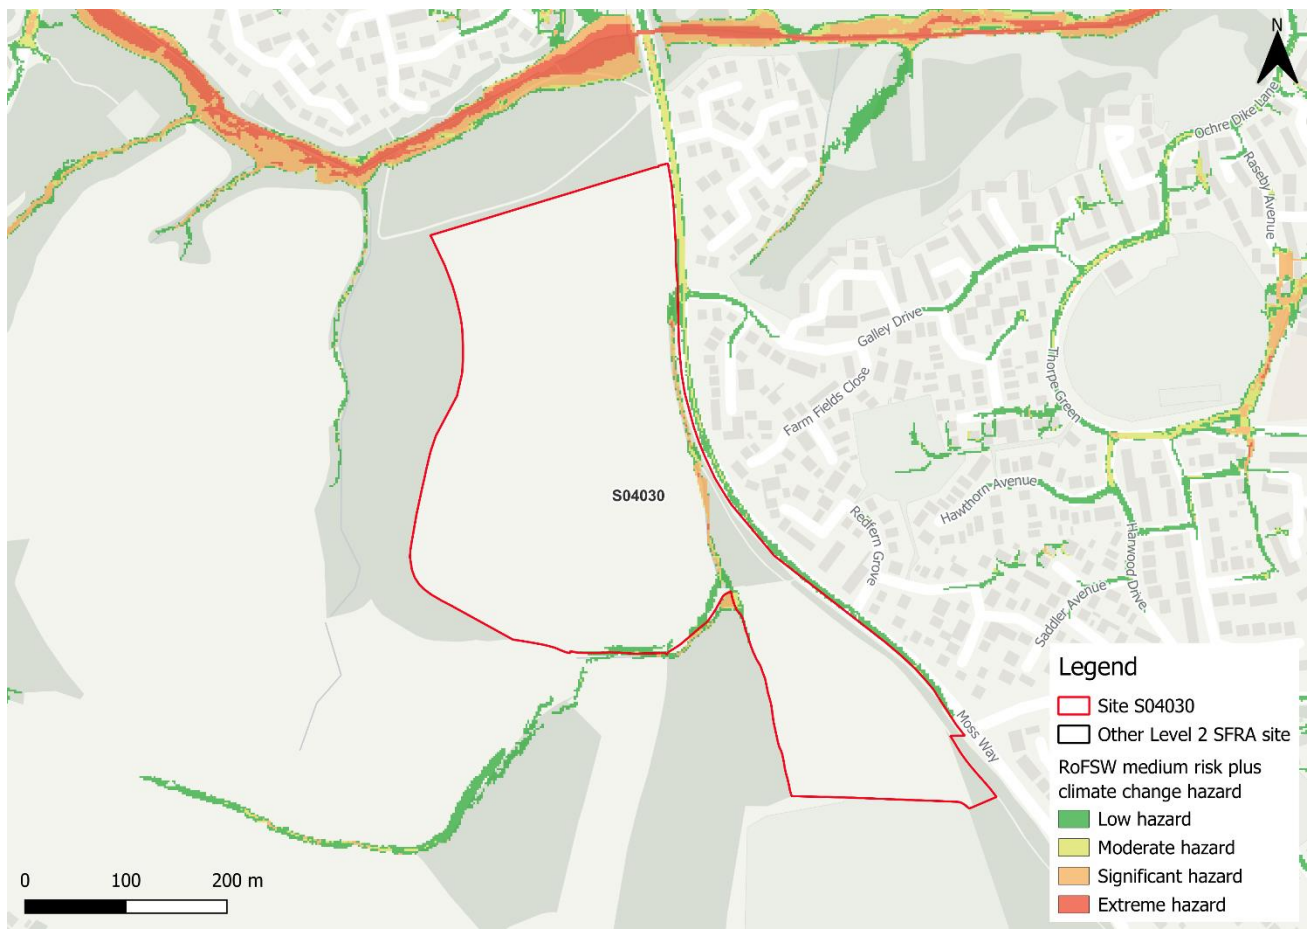 N
Ochre Dike Lane
Raseby Avenue
Galley Drive
Thorpe Green
Farm Fields Close
S04030
Hawthorn Avenue
Redfern Grove
Harwood Drive
Saddler Avenue
Moss Way
Legend
Site S04030
Other Level 2 SFRA site
RoFSW medium risk plus
climate change hazard
Low hazard
Moderate hazard
Significant hazard
Extreme hazard
0 100 200 m